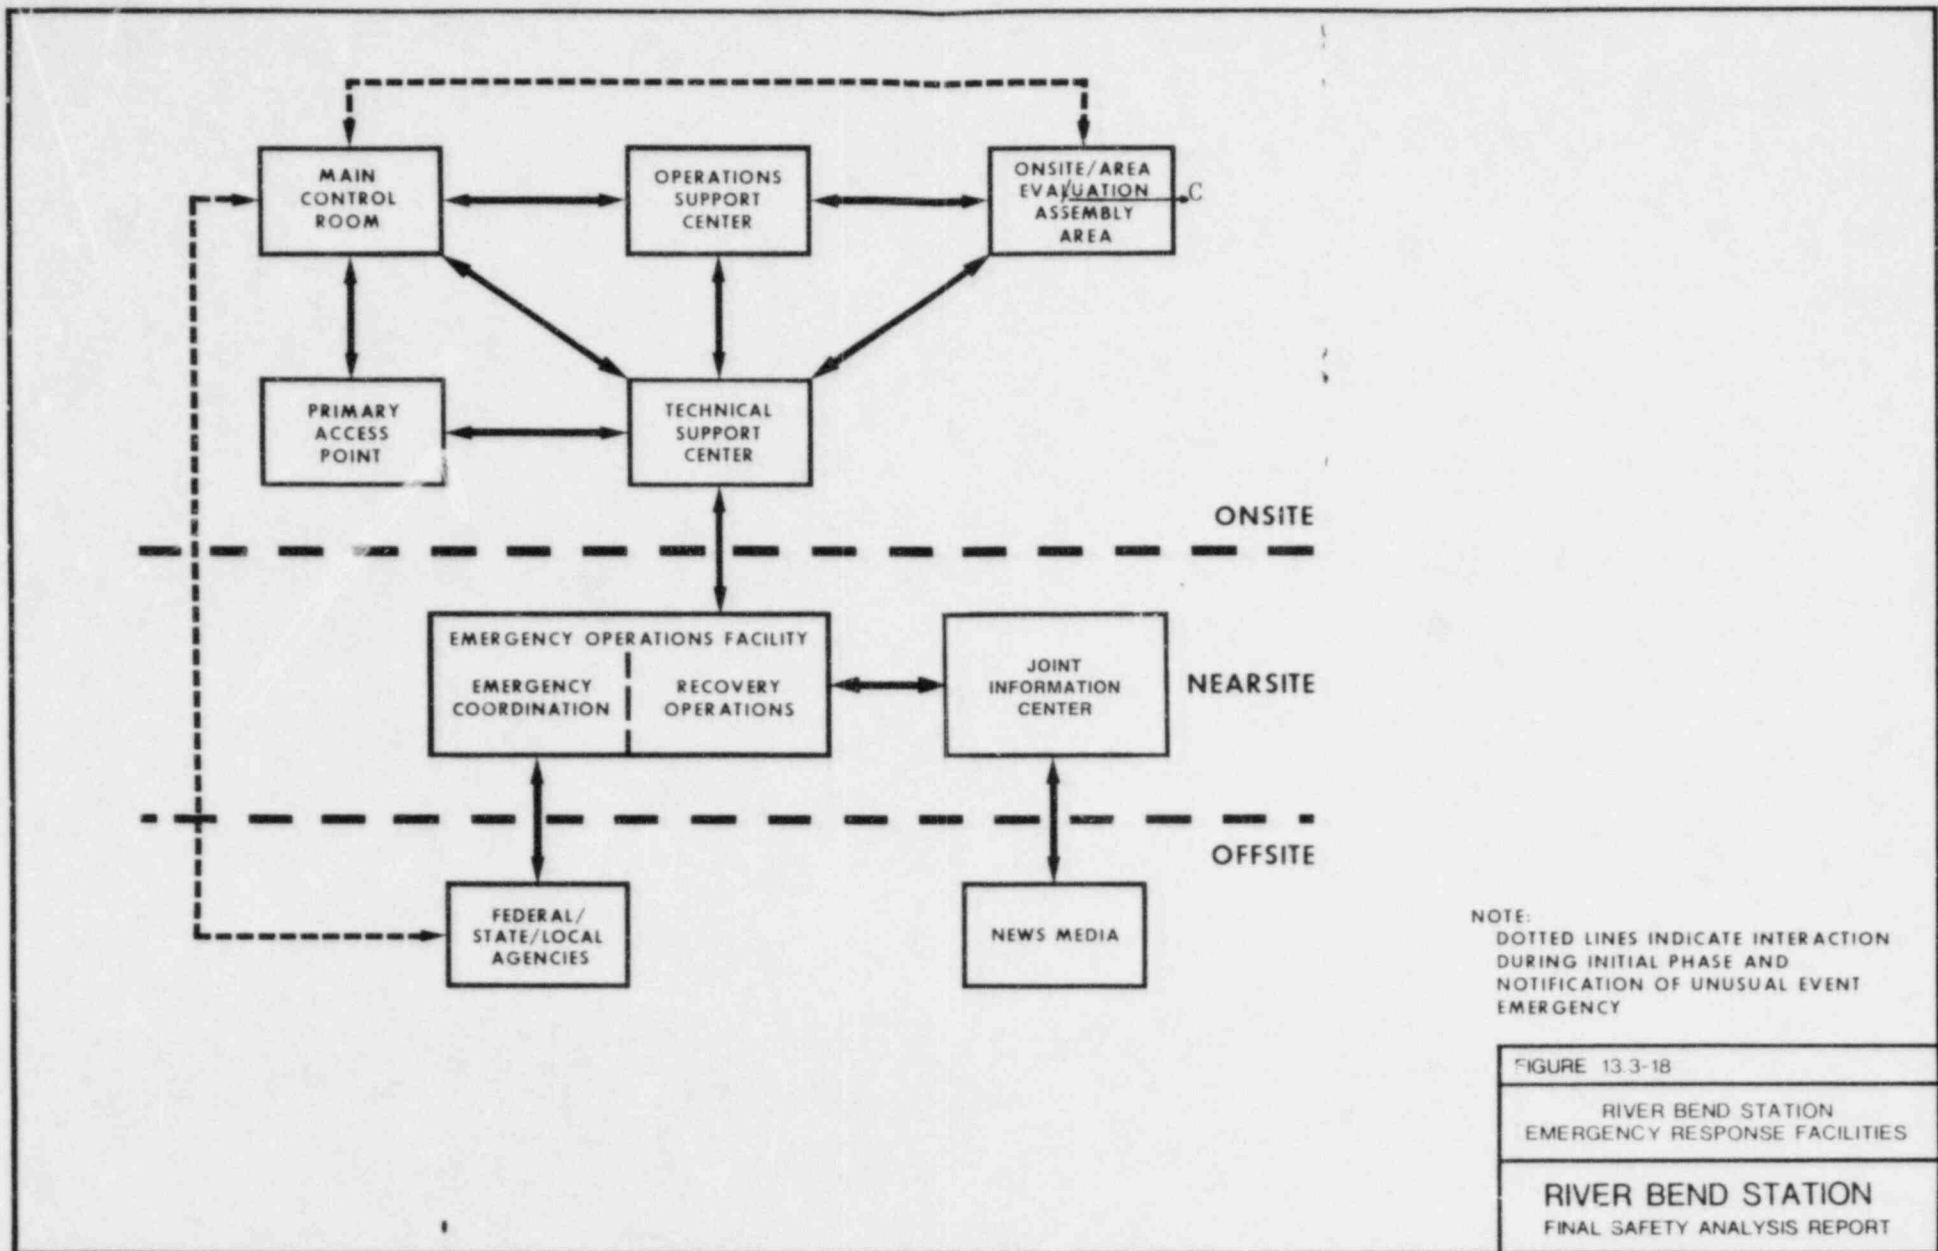 MAIN
CONTROL
ROOM
OPERATIONS
SUPPORT
CENTER
ONSITE/AREA
EVALUATION C
ASSEMBLY
AREA
PRIMARY
ACCESS
POINT
TECHNICAL
SUPPORT
CENTER
ONSITE
EMERGENCY OPERATIONS FACILITY
EMERGENCY
COORDINATION
RECOVERY
OPERATIONS
JOINT
INFORMATION
CENTER
NEARSITE
OFFSITE
FEDERAL/
STATE/LOCAL
AGENCIES
NEWS MEDIA
NOTE:
DOTTED LINES INDICATE INTERACTION
DURING INITIAL PHASE AND
NOTIFICATION OF UNUSUAL EVENT
EMERGENCY
FIGURE 13.3-18
RIVER BEND STATION
EMERGENCY RESPONSE FACILITIES
RIVER BEND STATION
FINAL SAFETY ANALYSIS REPORT